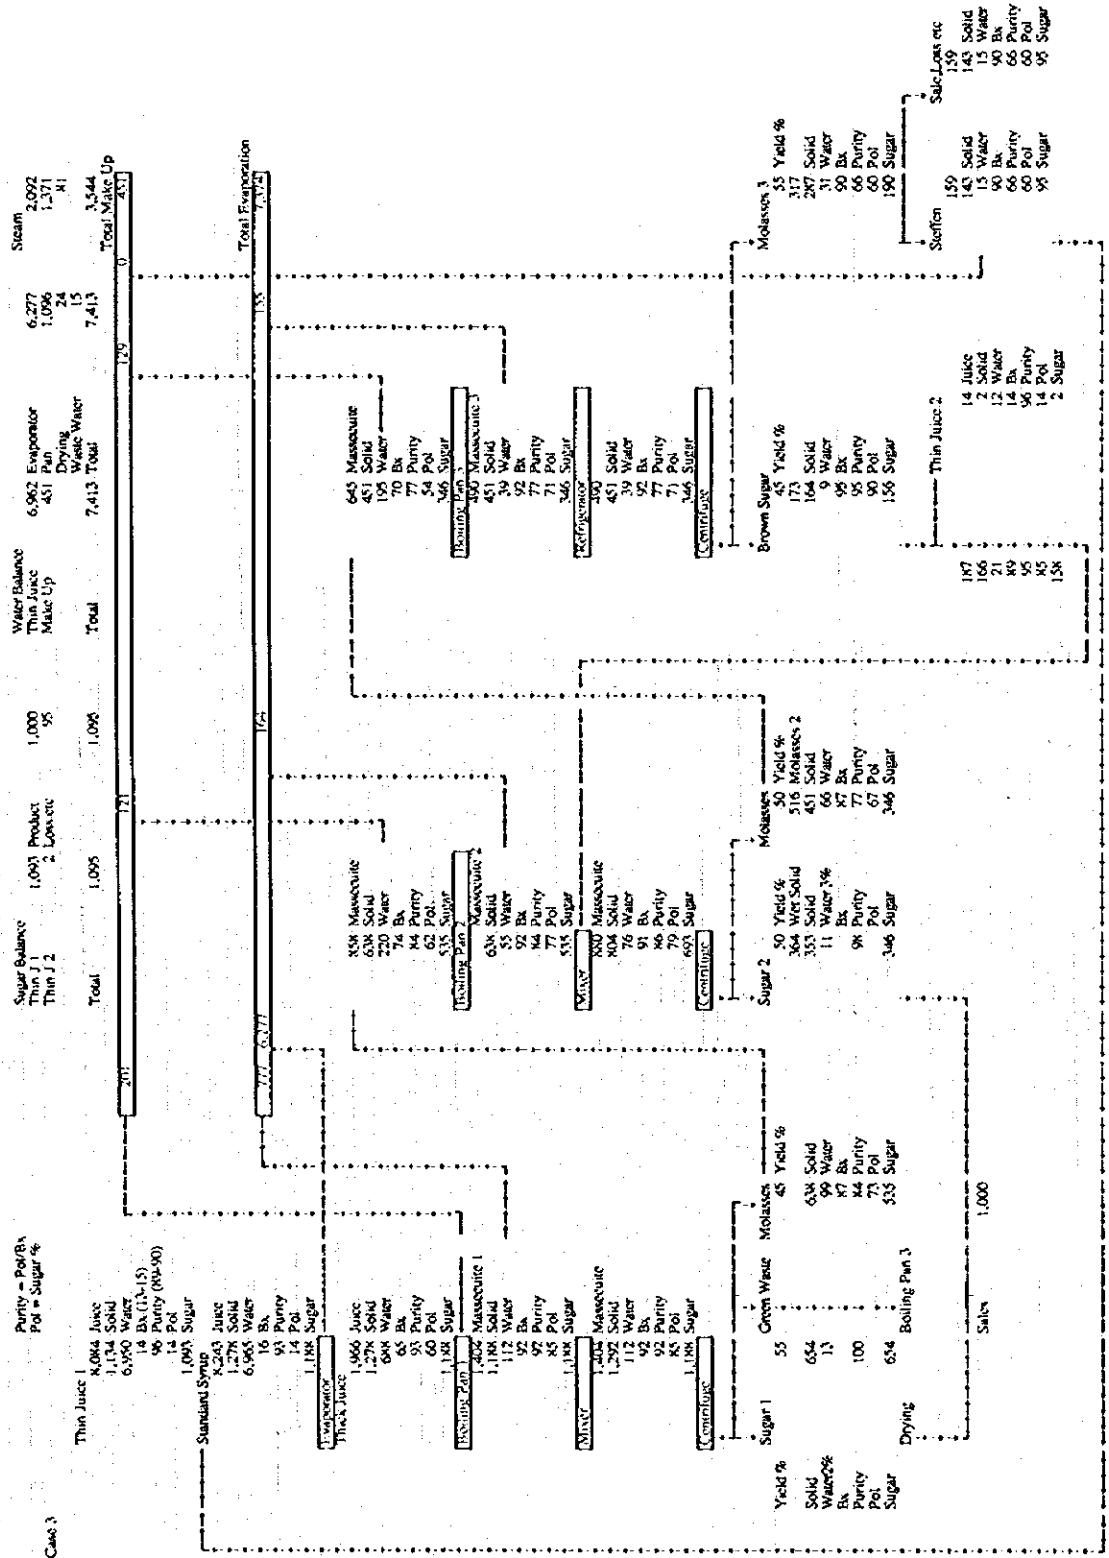 Case 3
Purity = Pol/Bx
Pol = Sugar %
Sugar Balance
Thin J 1 1,093 Product 1,000
Thin J 2 2 Loss etc 95
Total 1,095 1,095
Water Balance
Thin Juice 6,962 Evaporator 6,277
Make Up 451 Pan 1,096
Drying 24
Waste Water 15
Total 7,413 Total 7,413
Steam
2,092
1,371
81
3,544
Total Make Up
201 121 129 0 451
Total Evaporation
777 6,277 164 155 7,374
Thin Juice 1
8,084 Juice
1,134 Solid
6,950 Water
14 Bx (13-15)
96 Purity (89-90)
14 Pol
1,093 Sugar
Standard Syrup
8,243 Juice
1,278 Solid
6,965 Water
16 Bx
93 Purity
14 Pol
1,188 Sugar
Evaporator
Thick Juice
1,966 Juice
1,278 Solid
688 Water
65 Bx
93 Purity
60 Pol
1,188 Sugar
Boiling Pan 1
1,404 Massecuite 1
1,188 Solid
112 Water
92 Bx
92 Purity
85 Pol
1,188 Sugar
Mixer
1,404 Massecuite
1,292 Solid
112 Water
92 Bx
92 Purity
85 Pol
1,188 Sugar
Centrifuge
Sugar 1 Green Waste Molasses
Yield % 55 45 Yield %
Solid 654 638 Solid
Water2% 13 99 Water
Bx 87 Bx
Purity 100 84 Purity
Pol 73 Pol
Sugar 654 535 Sugar
Drying Boiling Pan 3
Sales 1,000
858 Massecuite
638 Solid
220 Water
74 Bx
84 Purity
62 Pol
535 Sugar
Boiling Pan 2
Massecuite 2
638 Solid
55 Water
92 Bx
84 Purity
77 Pol
535 Sugar
Mixer
880 Massecuite
804 Solid
76 Water
91 Bx
86 Purity
79 Pol
693 Sugar
Centrifuge
Sugar 2 Molasses
50 Yield % 50 Yield %
364 Wet Solid 516 Molasses 2
353 Solid 451 Solid
11 Water 3% 66 Water
Bx 87 Bx
98 Purity 77 Purity
Pol 67 Pol
346 Sugar 346 Sugar
645 Massecuite
451 Solid
195 Water
70 Bx
77 Purity
54 Pol
346 Sugar
Boiling Pan 3
490 Massecuite 3
451 Solid
39 Water
92 Bx
77 Purity
71 Pol
346 Sugar
Refrigerator
490
451 Solid
39 Water
92 Bx
77 Purity
71 Pol
346 Sugar
Centrifuge
Brown Sugar Molasses 3
45 Yield % 55 Yield %
173 317
164 Solid 287 Solid
9 Water 31 Water
95 Bx 90 Bx
95 Purity 66 Purity
90 Pol 60 Pol
156 Sugar 190 Sugar
Thin Juice 2
187 14 Juice
166 2 Solid
21 12 Water
89 14 Bx
95 96 Purity
85 14 Pol
158 2 Sugar
Steffen Sale,Loss etc
159 159
143 Solid 143 Solid
15 Water 15 Water
90 Bx 90 Bx
66 Purity 66 Purity
60 Pol 60 Pol
95 Sugar 95 Sugar